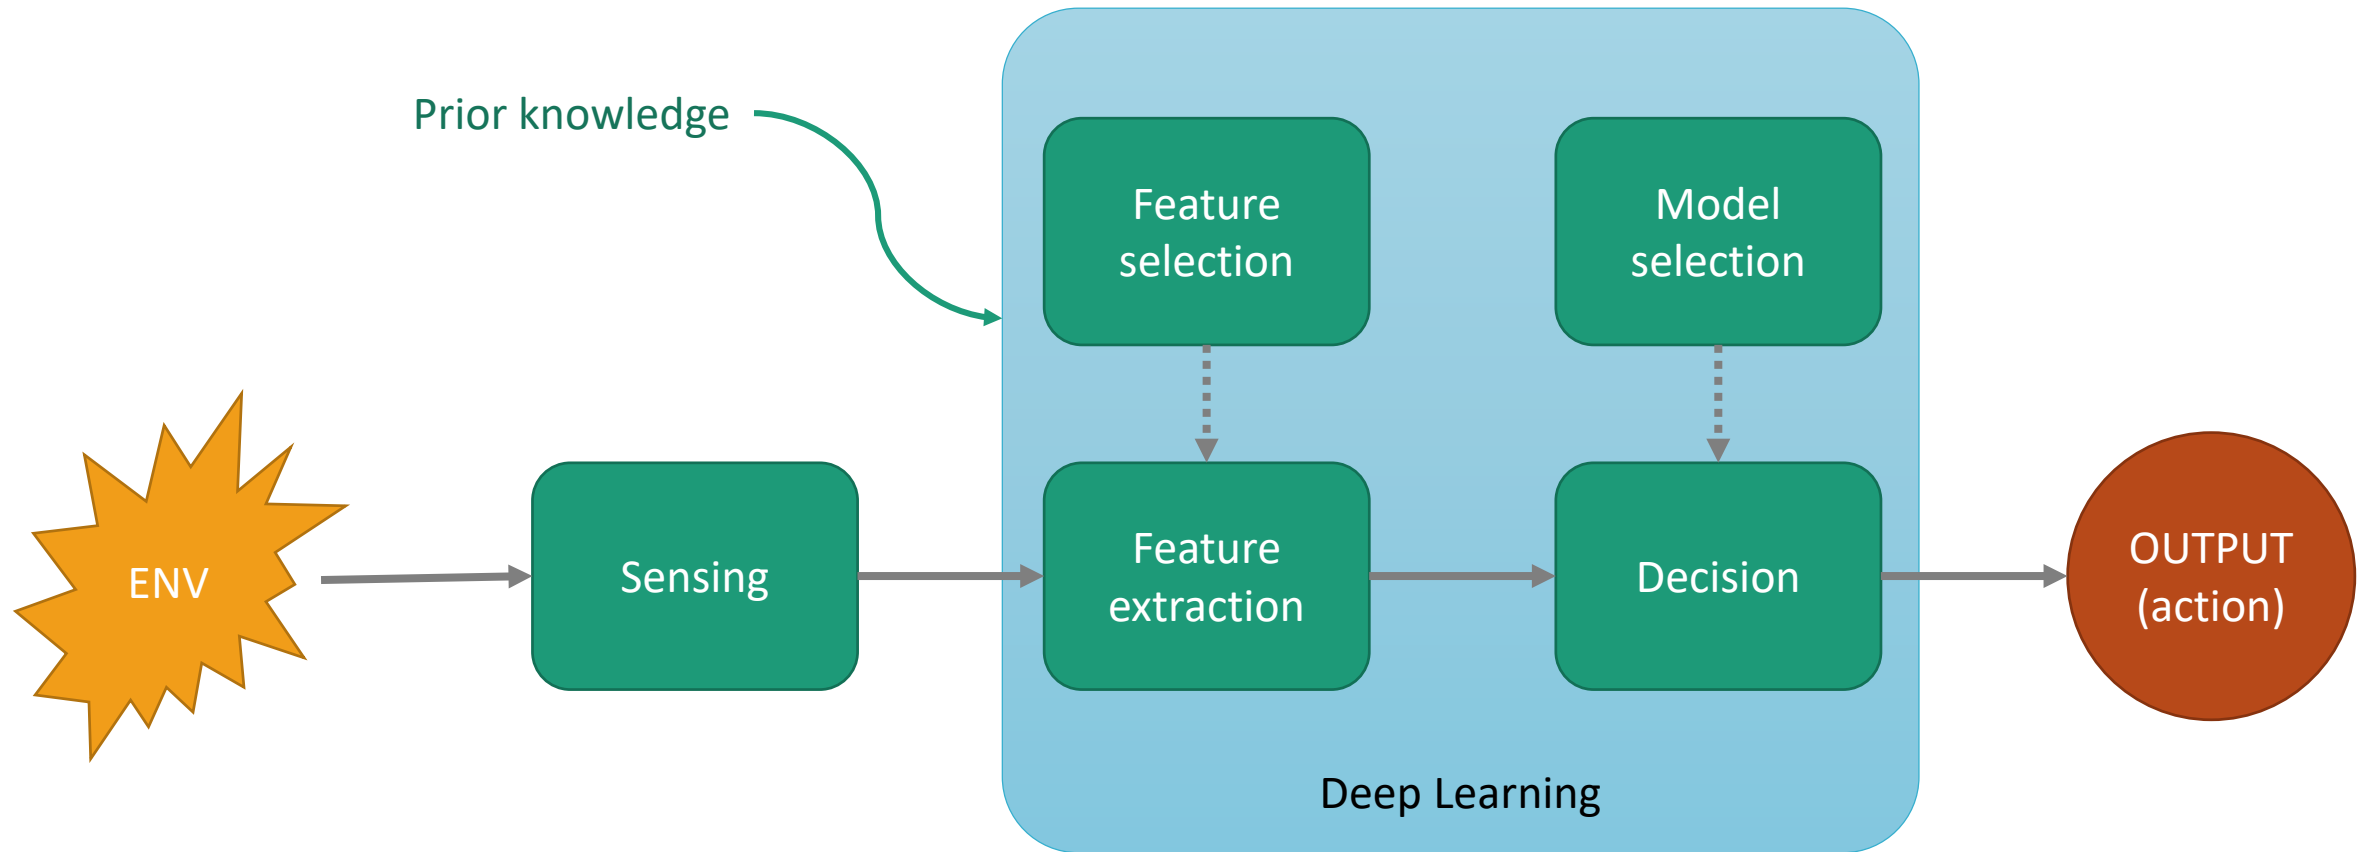 Prior knowledge
Feature
selection
Model
selection
ENV
Sensing
Feature
extraction
Decision
OUTPUT
(action)
Deep Learning